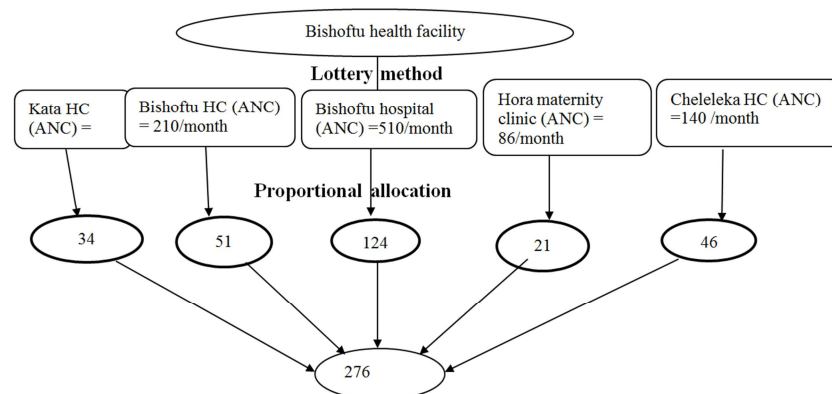 Bishoftu health facility
Lottery method
Kata HC
(ANC) =
Bishoftu HC (ANC)
= 210/month
Bishoftu hospital
(ANC) =510/month
Hora maternity
clinic (ANC) =
86/month
Cheleleka HC (ANC)
=140 /month
Proportional allocation
34
51
124
21
46
276